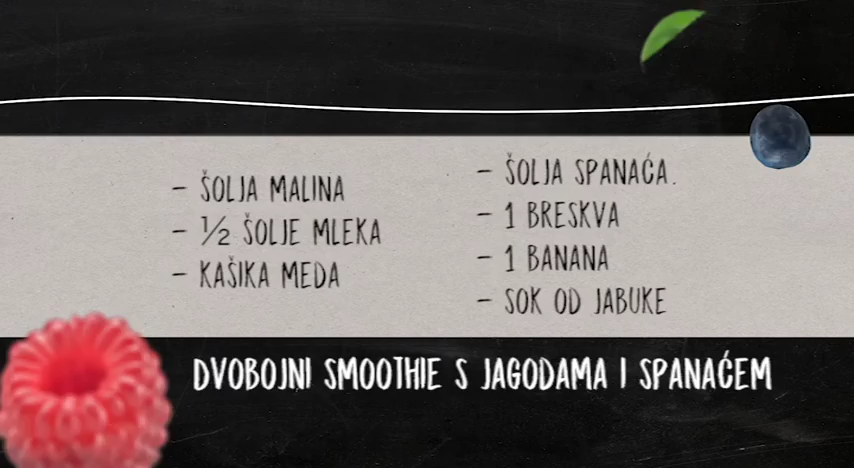 - ŠOLJA MALINA
- ½ ŠOLJE MLEKA
- KAŠIKA MEDA
- ŠOLJA SPANAĆA.
- 1 BRESKVA
- 1 BANANA
- SOK OD JABUKE
DVOBOJNI SMOOTHIE S JAGODAMA I SPANAĆEM